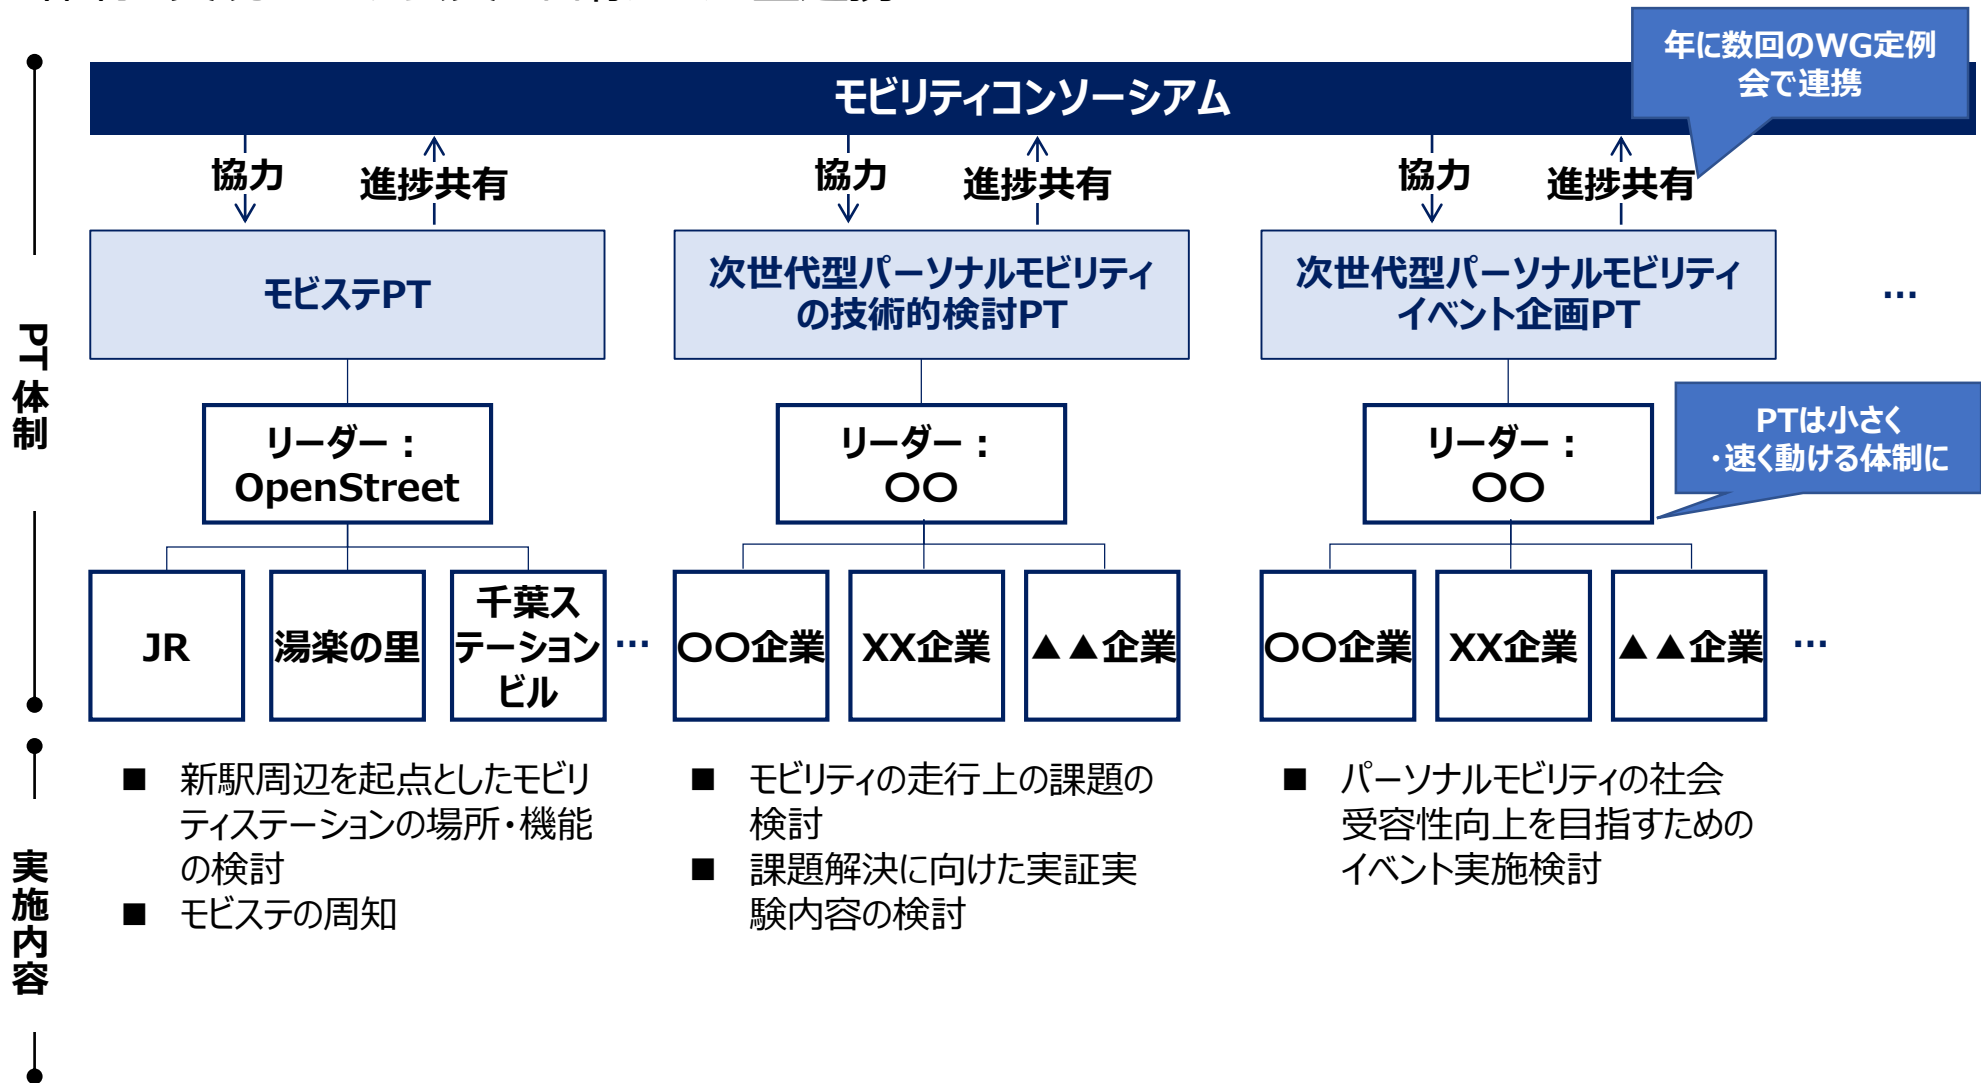 年に数回のWG定例
会で連携
モビリティコンソーシアム
協力
進捗共有
協力
進捗共有
協力
進捗共有
PT体制
モビステPT
次世代型パーソナルモビリティ
の技術的検討PT
次世代型パーソナルモビリティ
イベント企画PT
…
リーダー：
OpenStreet
リーダー：
〇〇
リーダー：
〇〇
PTは小さく
・速く動ける体制に
JR
湯楽の里
千葉ス
テーション
ビル
…
〇〇企業
XX企業
▲▲企業
〇〇企業
XX企業
▲▲企業
…
実施内容
■ 新駅周辺を起点としたモビリ
ティステーションの場所・機能
の検討
■ モビステの周知
■ モビリティの走行上の課題の
検討
■ 課題解決に向けた実証実
験内容の検討
■ パーソナルモビリティの社会
受容性向上を目指すための
イベント実施検討